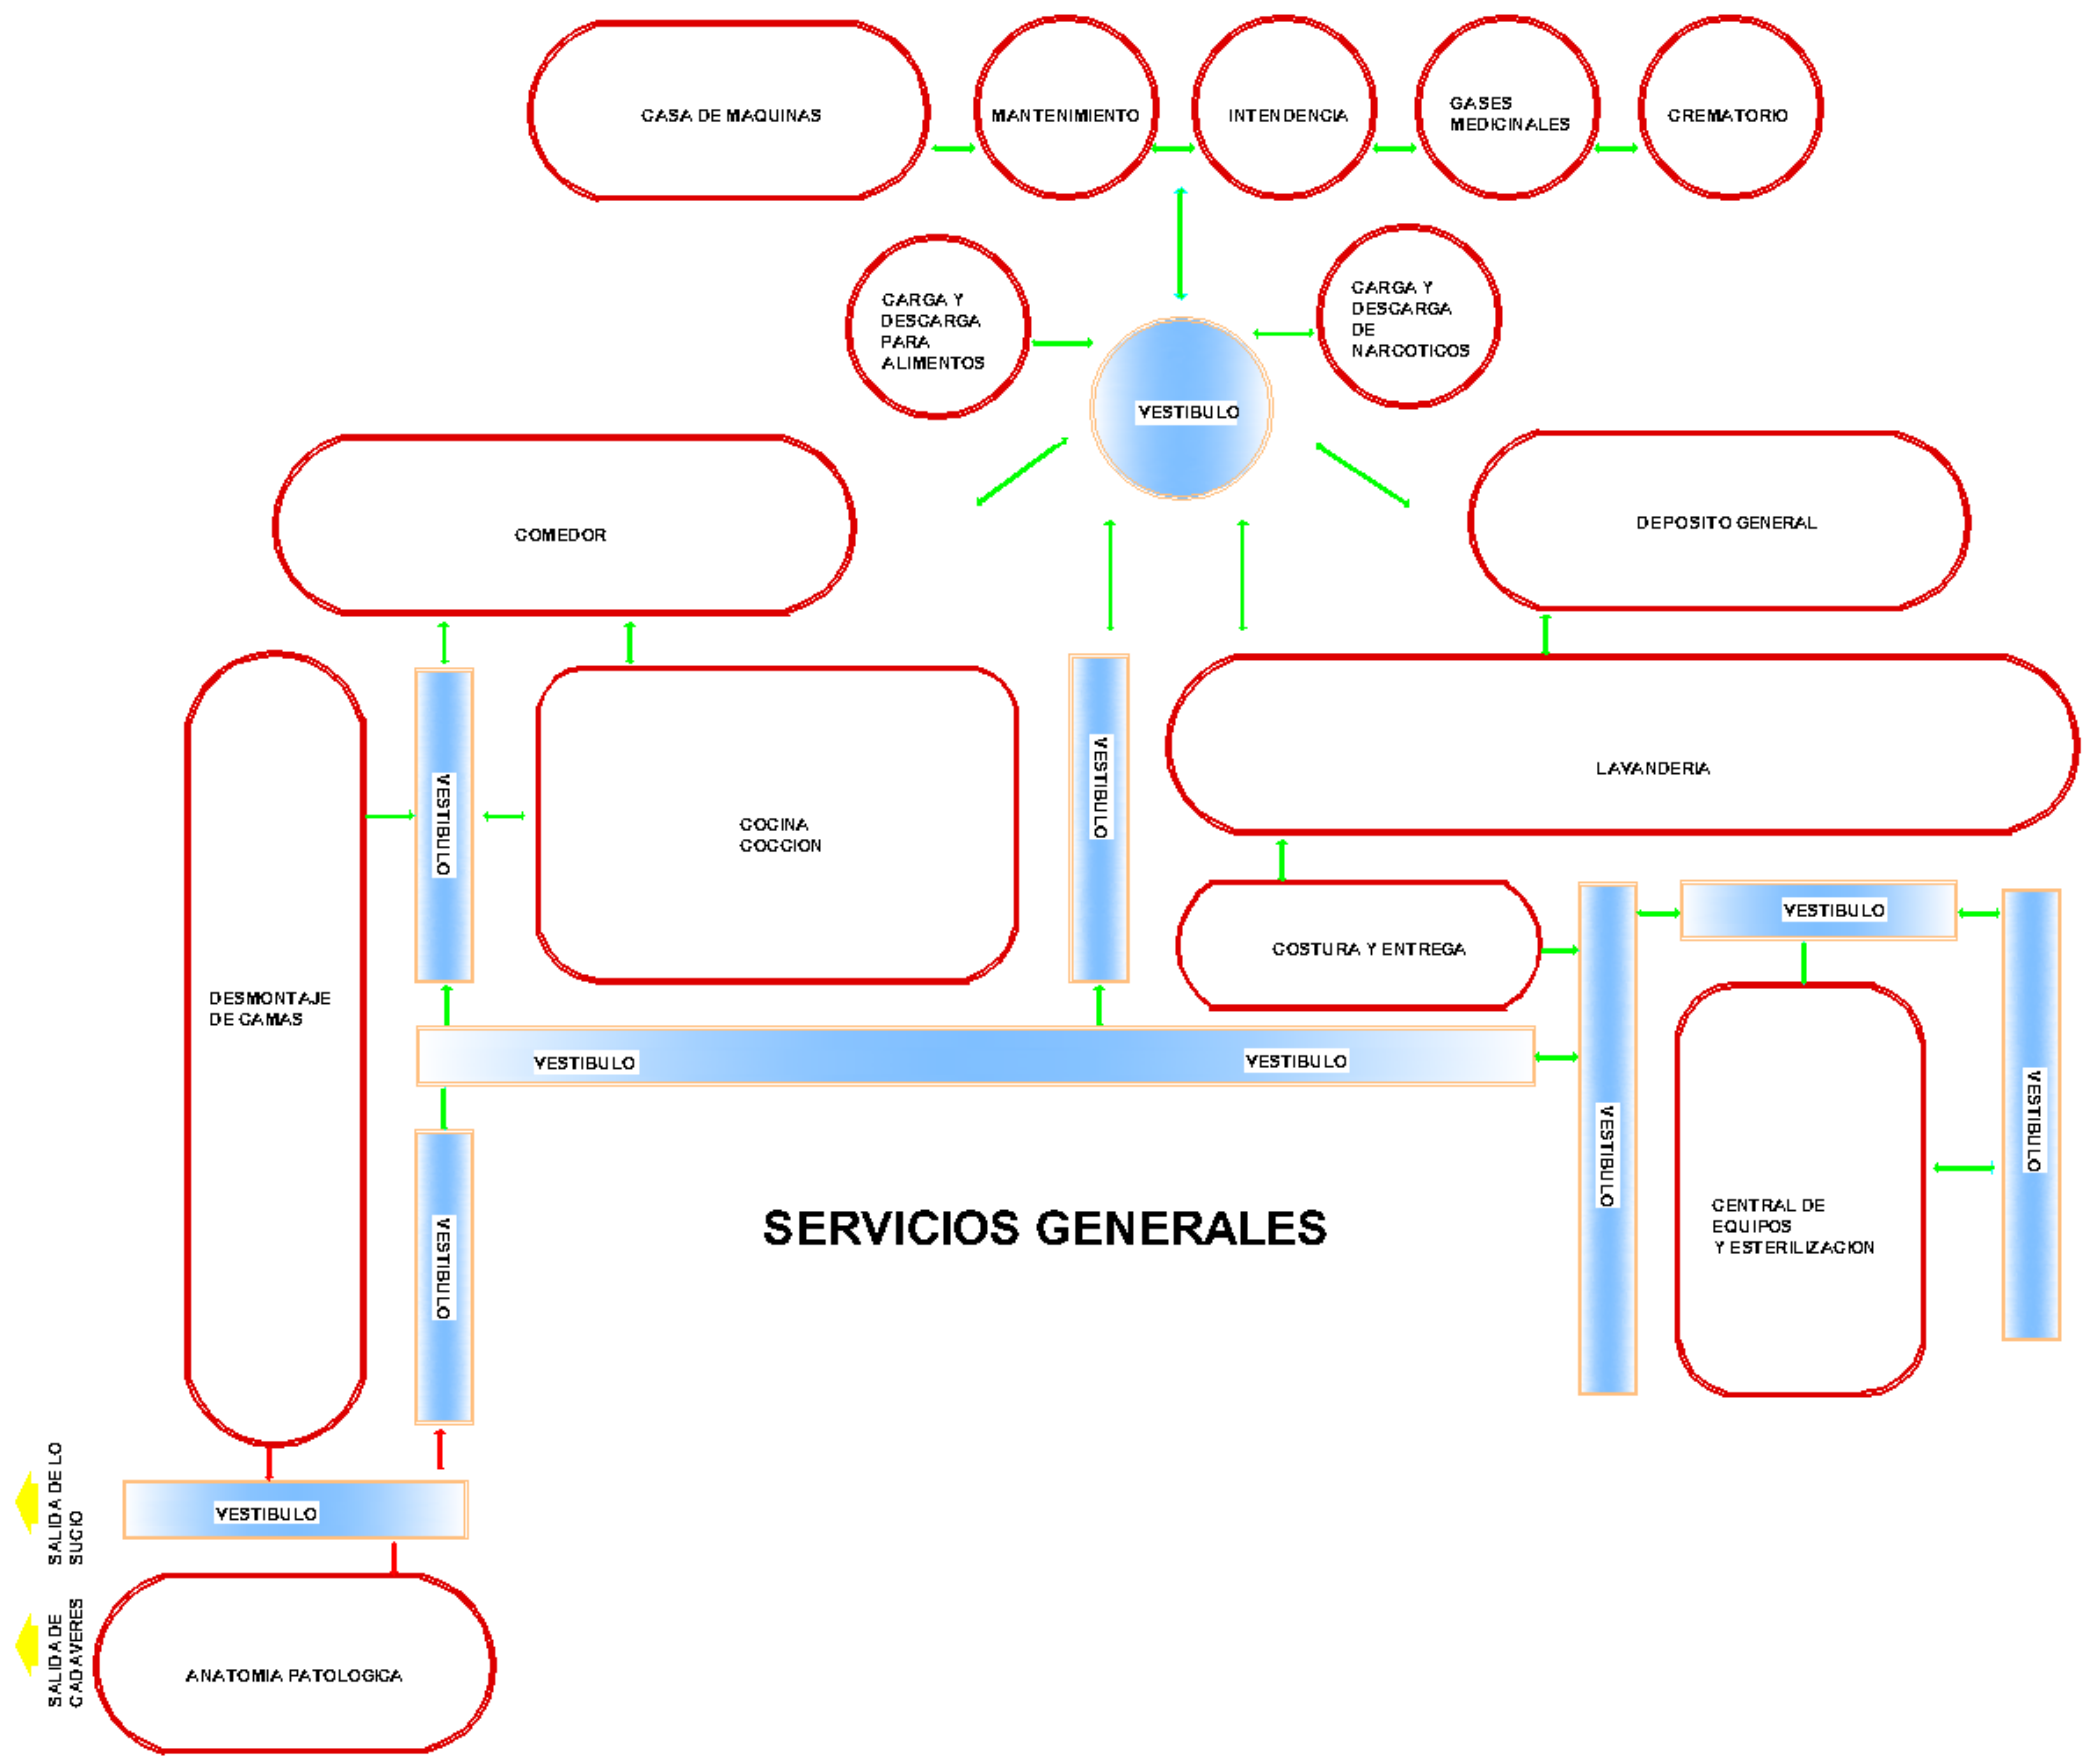 CASA DE MAQUINAS
MANTENIMIENTO
INTENDENCIA
GASES
MEDICINALES
CREMATORIO
CARGA Y
DESCARGA
PARA
ALIMENTOS
CARGA Y
DESCARGA
DE
NARCOTICOS
VESTIBULO
COMEDOR
DEPOSITO GENERAL
VESTIBULO
COCINA
COCCION
VESTIBULO
LAVANDERIA
COSTURA Y ENTREGA
VESTIBULO
DESMONTAJE
DE CAMAS
VESTIBULO
VESTIBULO
VESTIBULO
VESTIBULO
CENTRAL DE
EQUIPOS
Y ESTERILIZACION
VESTIBULO
SERVICIOS GENERALES
SALIDA DE LO
SUCIO
VESTIBULO
SALIDA DE
CADAVERES
ANATOMIA PATOLOGICA